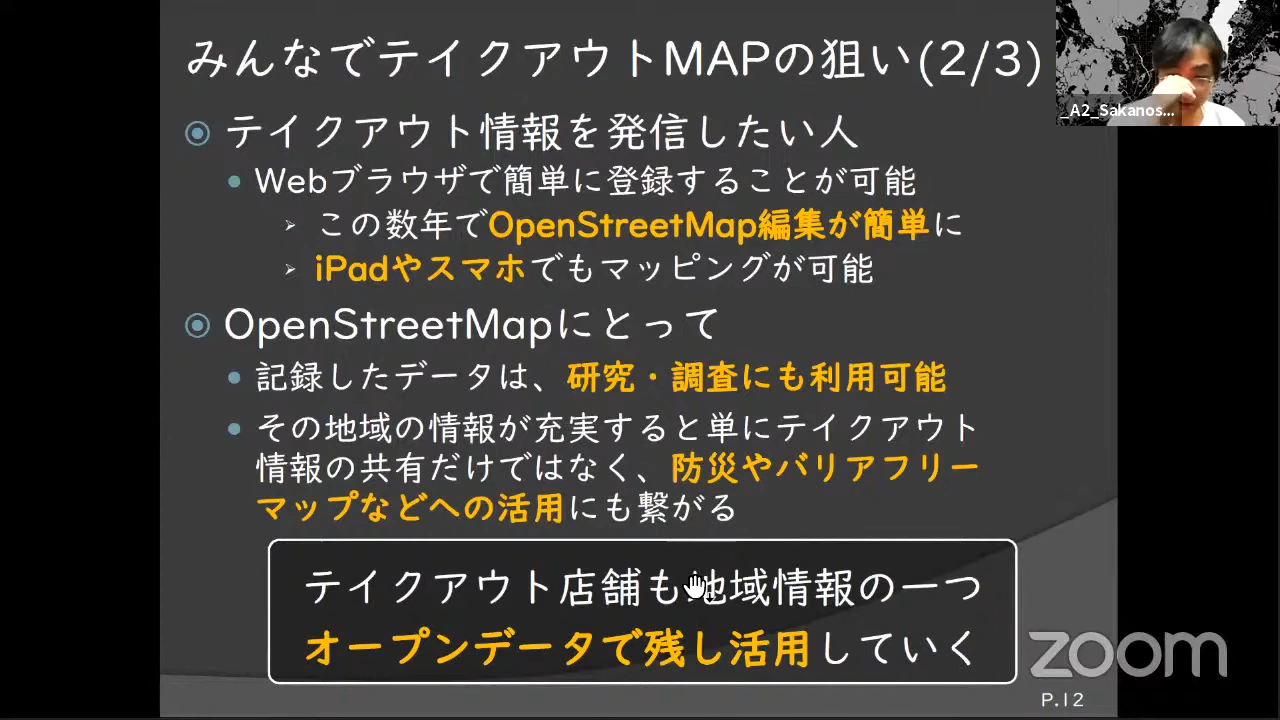 みんなでテイクアウトMAPの狙い(2/3)
_A2_Sakanos...
テイクアウト情報を発信したい人
Webブラウザで簡単に登録することが可能
この数年でOpenStreetMap編集が簡単に
iPadやスマホでもマッピングが可能
OpenStreetMapにとって
記録したデータは、研究・調査にも利用可能
その地域の情報が充実すると単にテイクアウト
情報の共有だけではなく、防災やバリアフリー
マップなどへの活用にも繋がる
テイクアウト店舗も地域情報の一つ
オープンデータで残し活用していく
zoom
P.12